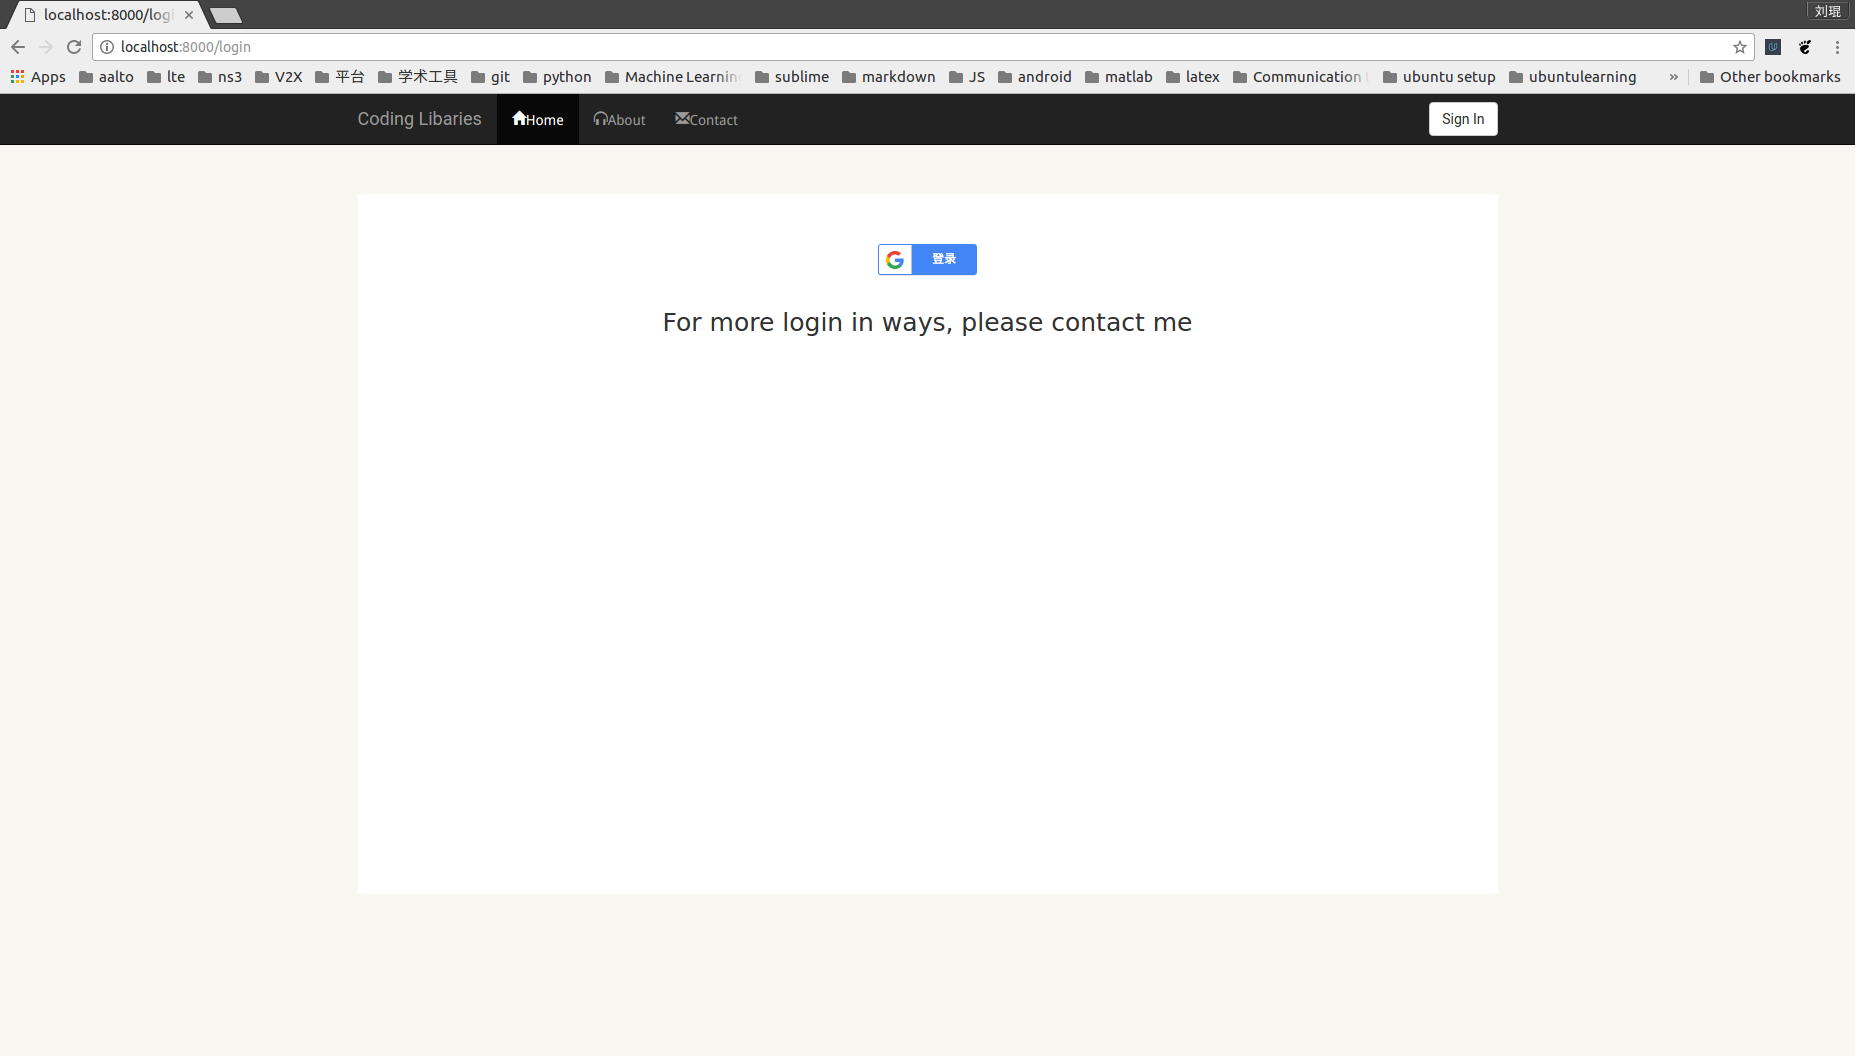 localhost:8000/logi
刘琨
localhost:8000/login
Apps aalto lte ns3 V2X 平台 学术工具 git python Machine Learning sublime markdown JS android matlab latex Communication ubuntu setup ubuntulearning » Other bookmarks
Coding Libaries Home About Contact Sign In
登录
For more login in ways, please contact me